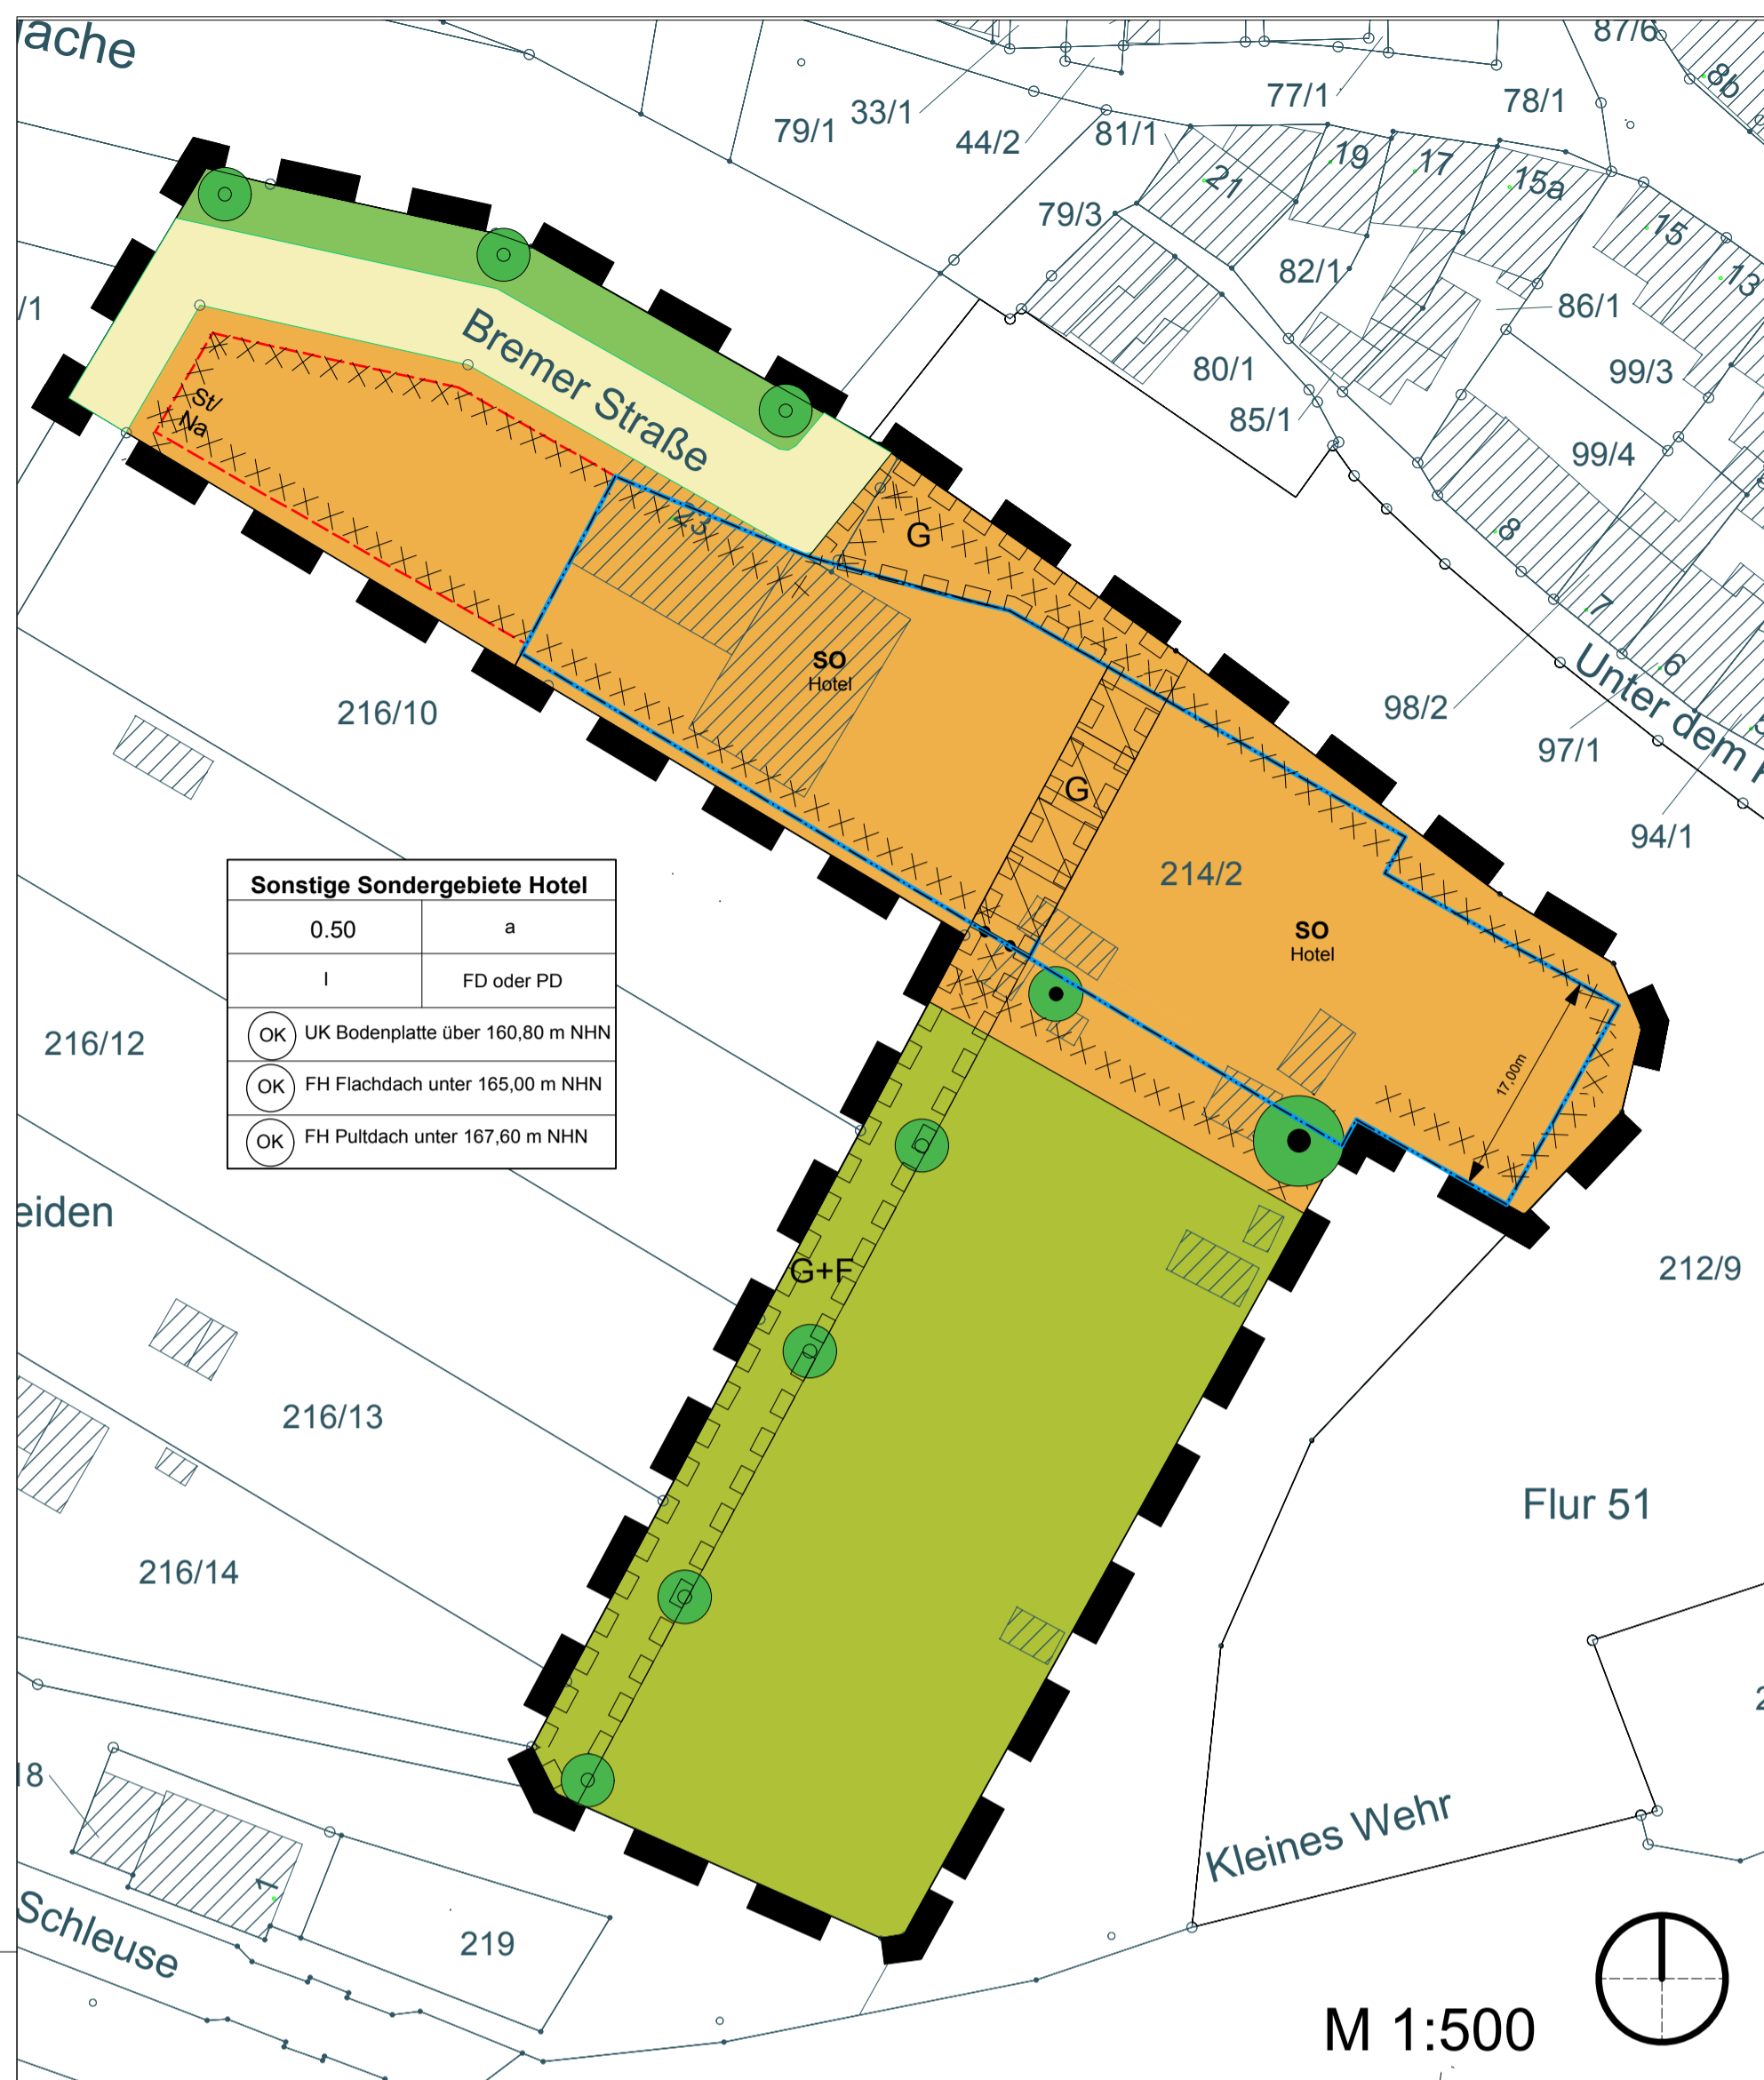 lache
87/6
8b
33/1
79/1
44/2
77/1
78/1
81/1
21
19
17
15a
15
13
79/3
82/1
86/1
/1
80/1
99/3
85/1
99/4
Bremer Straße
St/
Na
23
G
8
7
6
SO
Hotel
216/10
98/2
97/1
Unter dem
94/1
G
214/2
SO
Hotel
Sonstige Sondergebiete Hotel
0.50
a
I
FD oder PD
OK
UK Bodenplatte über 160,80 m NHN
OK
FH Flachdach unter 165,00 m NHN
OK
FH Pultdach unter 167,60 m NHN
216/12
17,00m
eiden
G+F
212/9
216/13
Flur 51
216/14
18
1
Kleines Wehr
Schleuse
219
M 1:500